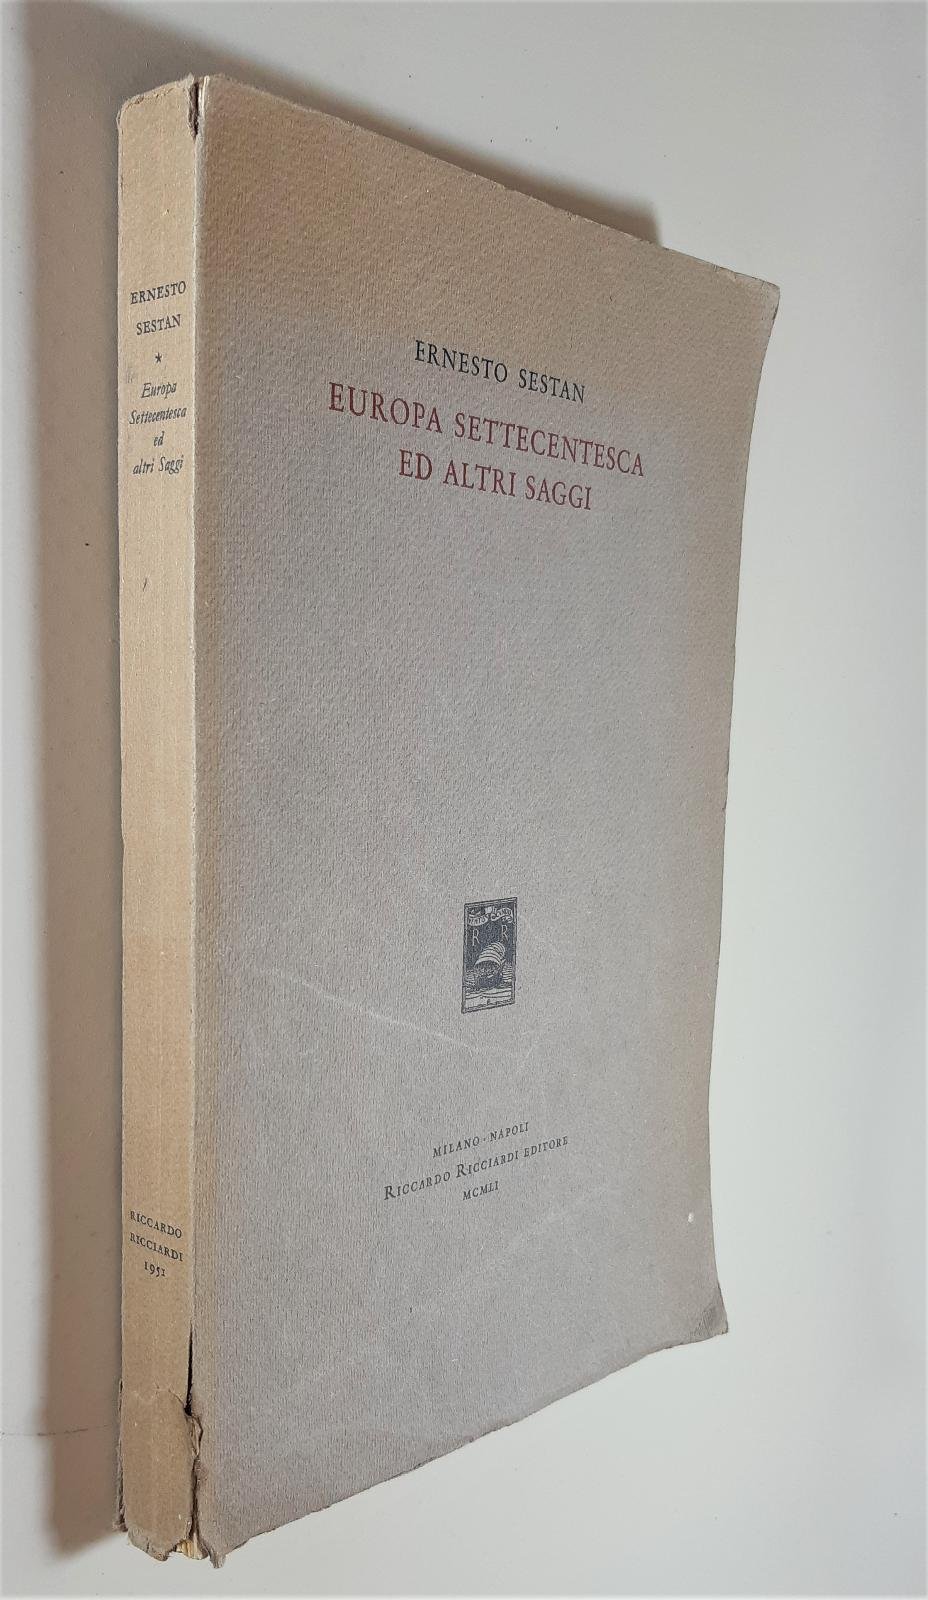 ERNESTO
SESTAN
*
Europa
Settecentesca
ed
altri Saggi
RICCARDO
RICCIARDI
1951
ERNESTO SESTAN
EUROPA SETTECENTESCA
ED ALTRI SAGGI
R R
MILANO · NAPOLI
RICCARDO RICCIARDI EDITORE
MCMLI